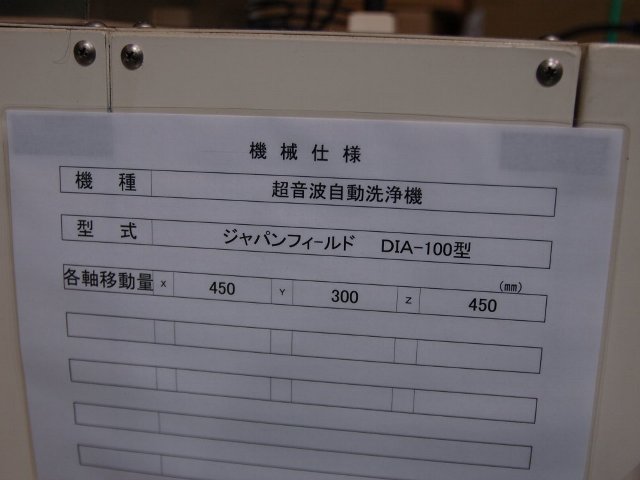 機械仕様
機種 超音波自動洗浄機
型式 ジャパンフィールド DIA-100型
(mm)
各軸移動量 X 450 Y 300 Z 450